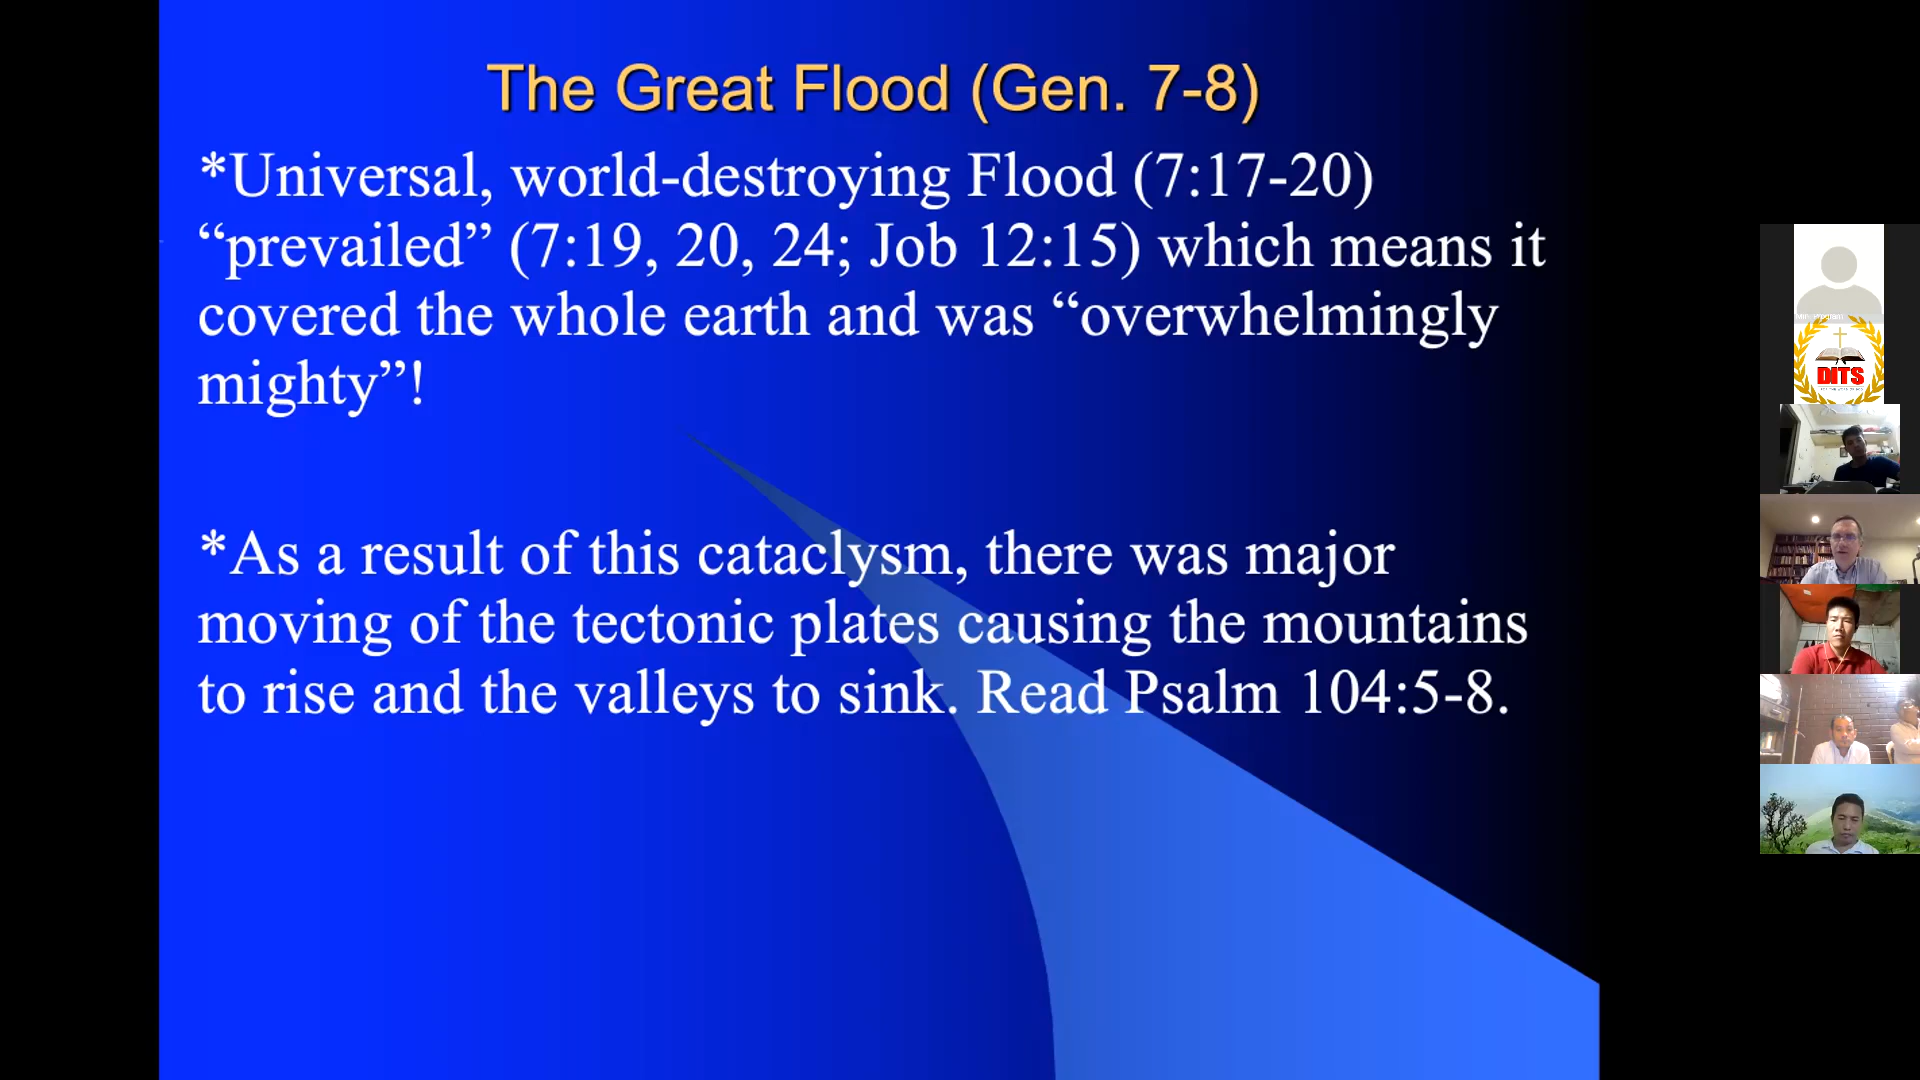 The Great Flood (Gen. 7-8)
*Universal, world-destroying Flood (7:17-20)
“prevailed” (7:19, 20, 24; Job 12:15) which means it
covered the whole earth and was “overwhelmingly
mighty”!
*As a result of this cataclysm, there was major
moving of the tectonic plates causing the mountains
to rise and the valleys to sink. Read Psalm 104:5-8.
DITS